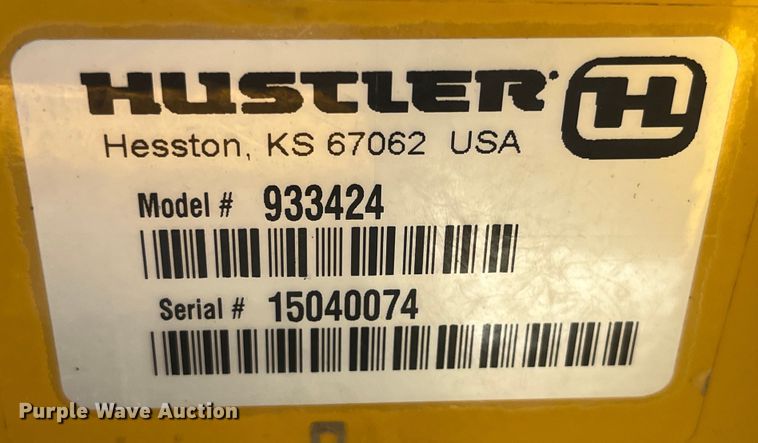 HUSTLER
H
Hesston, KS 67062 USA
Model # 933424
Serial # 15040074
Purple Wave Auction